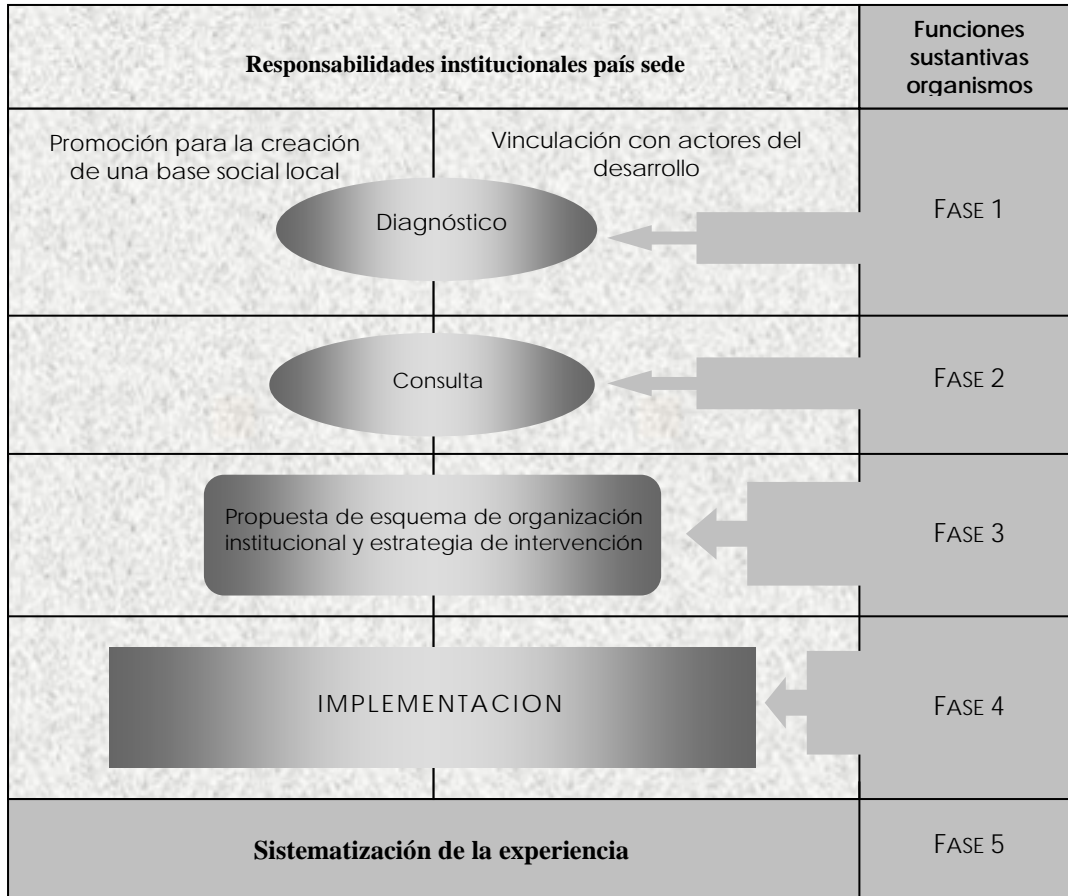 Responsabilidades institucionales país sede
Funciones
sustantivas
organismos
Promoción para la creación
de una base social local
Vinculación con actores del
desarrollo
Diagnóstico
FASE 1
Consulta
FASE 2
Propuesta de esquema de organización
institucional y estrategia de intervención
FASE 3
IMPLEMENTACION
FASE 4
Sistematización de la experiencia
FASE 5